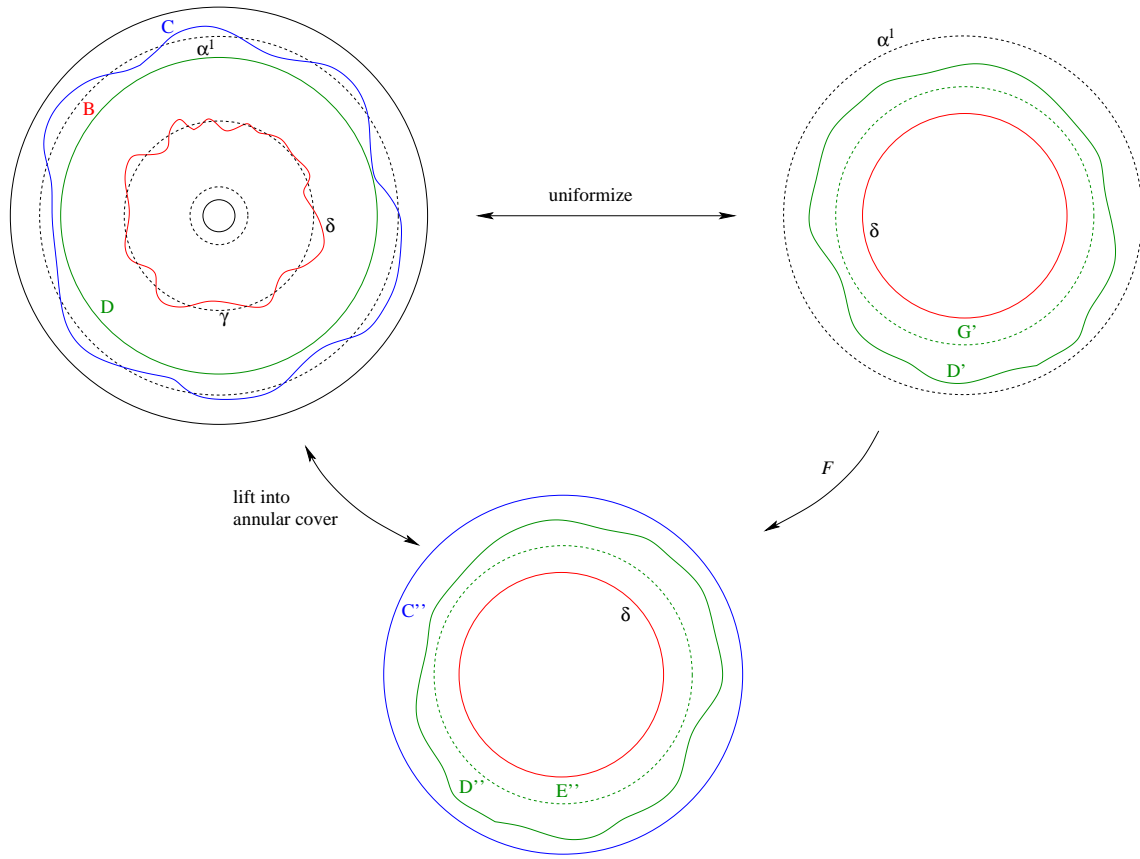 C
α¹
B
δ
D
γ
uniformize
α¹
δ
G’
D’
F
lift into
annular cover
C’’
δ
D’’
E’’